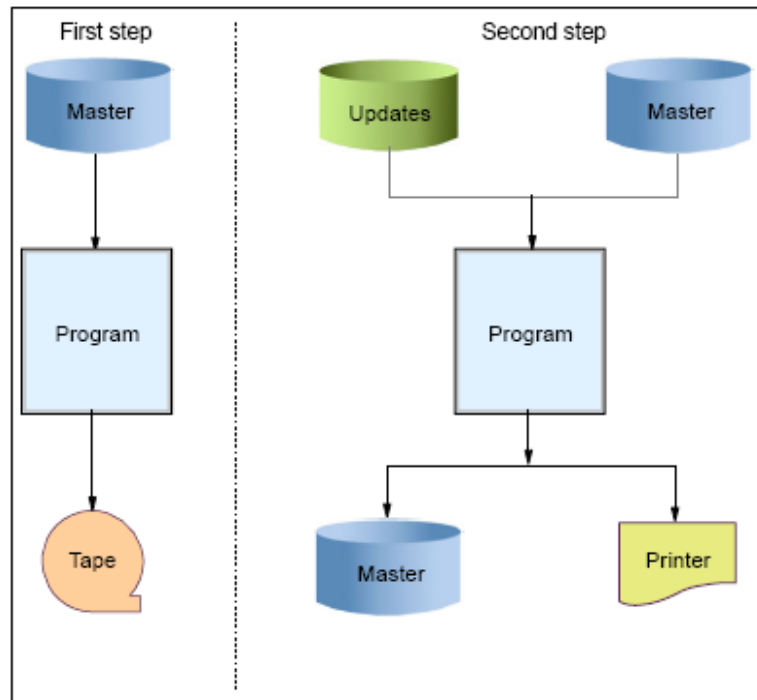 First step
Second step
Master
Updates
Master
Program
Program
Tape
Master
Printer